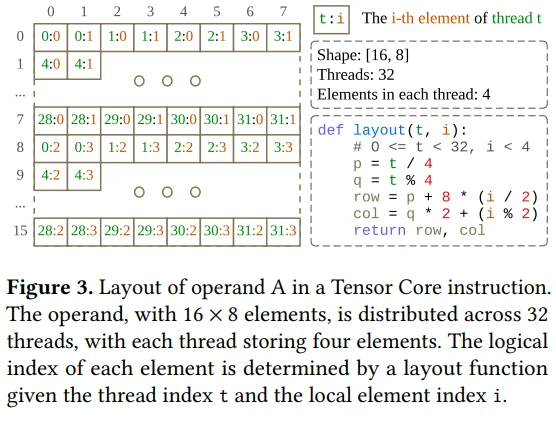 0 1 2 3 4 5 6 7
0 0:0 0:1 1:0 1:1 2:0 2:1 3:0 3:1
1 4:0 4:1
...
7 28:0 28:1 29:0 29:1 30:0 30:1 31:0 31:1
8 0:2 0:3 1:2 1:3 2:2 2:3 3:2 3:3
9 4:2 4:3
...
15 28:2 28:3 29:2 29:3 30:2 30:3 31:2 31:3
t:i The i-th element of thread t
Shape: [16, 8]
Threads: 32
Elements in each thread: 4
def layout(t, i):
    # 0 <= t < 32, i < 4
    p = t / 4
    q = t % 4
    row = p + 8 * (i / 2)
    col = q * 2 + (i % 2)
    return row, col
Figure 3. Layout of operand A in a Tensor Core instruction.
The operand, with 16 × 8 elements, is distributed across 32
threads, with each thread storing four elements. The logical
index of each element is determined by a layout function
given the thread index t and the local element index i.